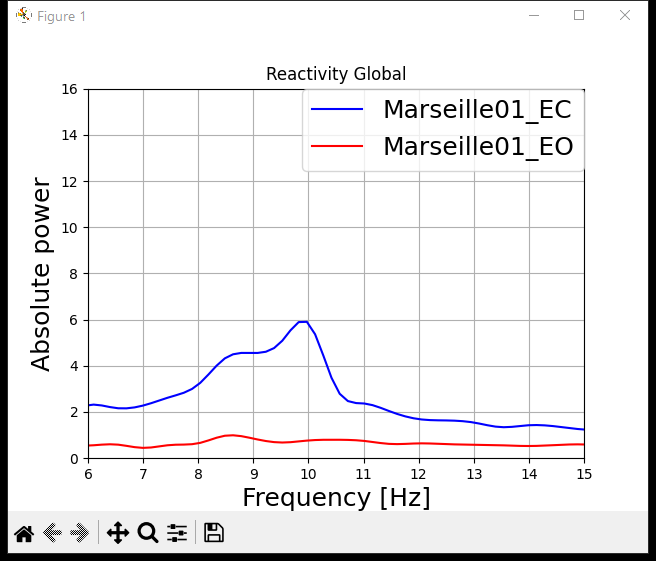 Figure 1
Reactivity Global
Marseille01_EC
Marseille01_EO
Absolute power
16
14
12
10
8
6
4
2
0
6 7 8 9 10 11 12 13 14 15
Frequency [Hz]